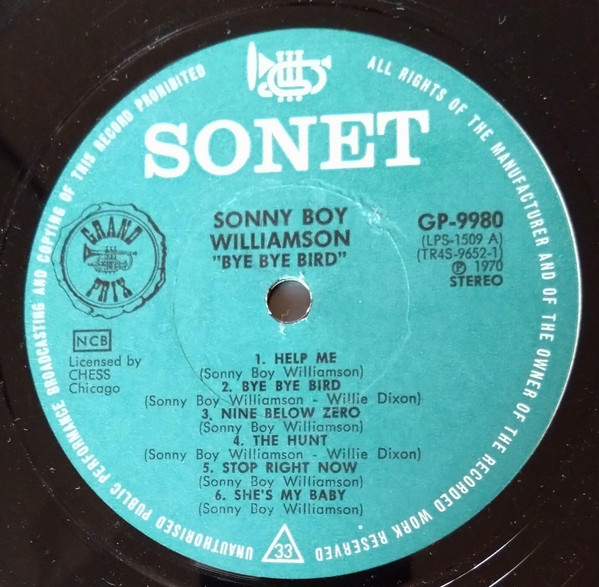 ALL RIGHTS OF THE MANUFACTURER AND OF THE OWNER OF THE RECORDED WORK RESERVED
UNAUTHORISED PUBLIC PERFORMANCE BROADCASTING AND COPYING OF THIS RECORD PROHIBITED
SONET
SONNY BOY
WILLIAMSON
"BYE BYE BIRD"
GP-9980
(LPS-1509 A)
(TR4S-9652-1)
℗ 1970
STEREO
GRAND
PRIX
NCB
Licensed by
CHESS
Chicago
1. HELP ME
(Sonny Boy Williamson)
2. BYE BYE BIRD
(Sonny Boy Williamson - Willie Dixon)
3. NINE BELOW ZERO
(Sonny Boy Williamson)
4. THE HUNT
(Sonny Boy Williamson - Willie Dixon)
5. STOP RIGHT NOW
(Sonny Boy Williamson)
6. SHE'S MY BABY
(Sonny Boy Williamson)
33